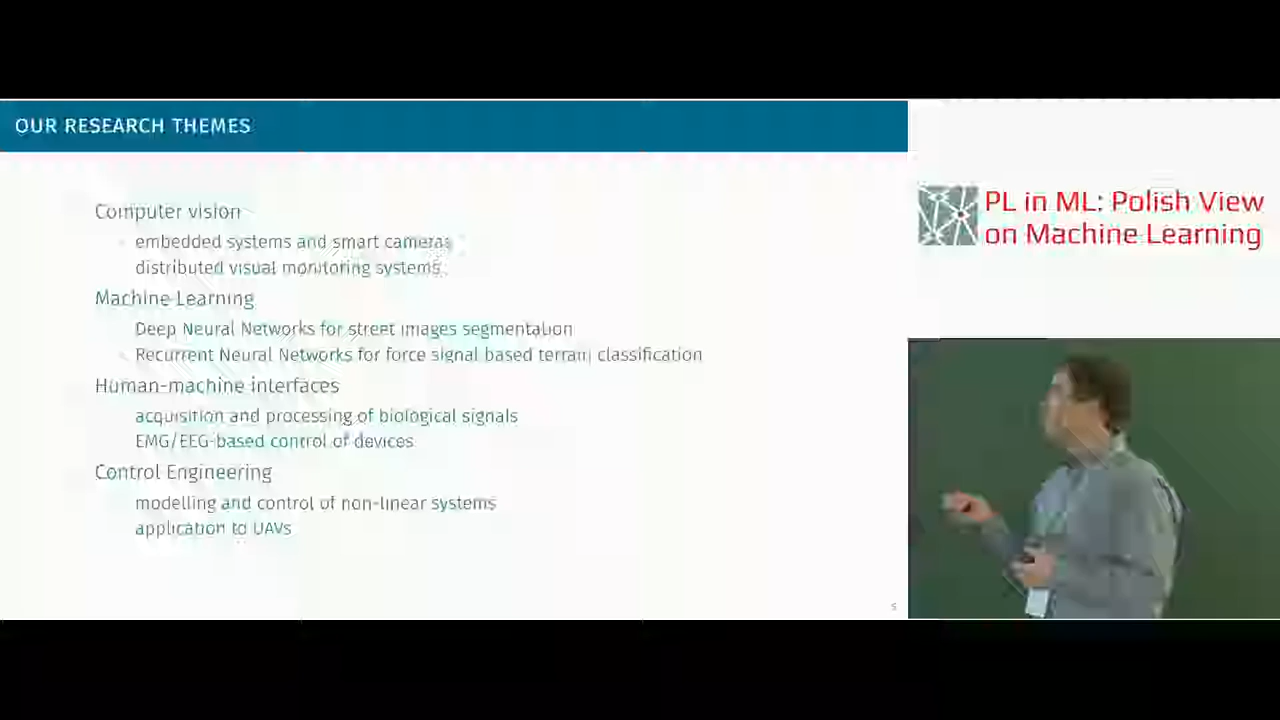 OUR RESEARCH THEMES
Computer vision
embedded systems and smart cameras
distributed visual monitoring systems
Machine Learning
Deep Neural Networks for street images segmentation
Recurrent Neural Networks for force signal based terrain classification
Human-machine interfaces
acquisition and processing of biological signals
EMG/EEG-based control of devices
Control Engineering
modelling and control of non-linear systems
application to UAVs
5
PL in ML: Polish View
on Machine Learning